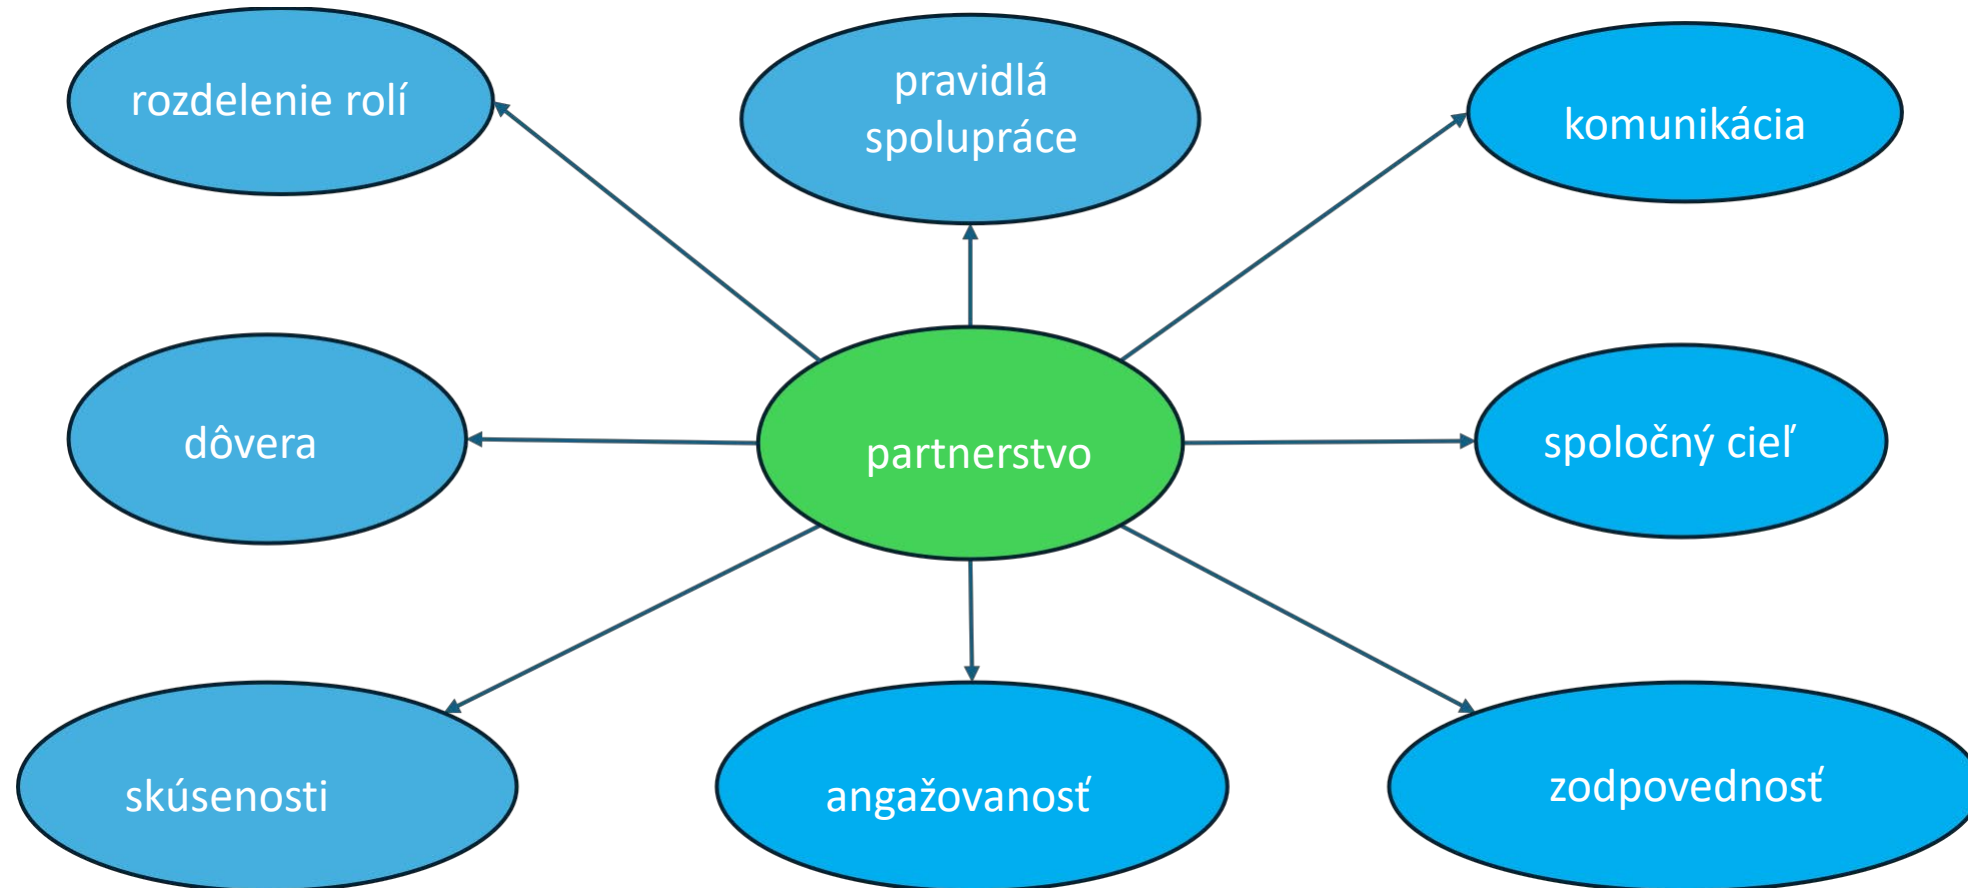 rozdelenie rolí
pravidlá
spolupráce
komunikácia
dôvera
partnerstvo
spoločný cieľ
skúsenosti
angažovanosť
zodpovednosť